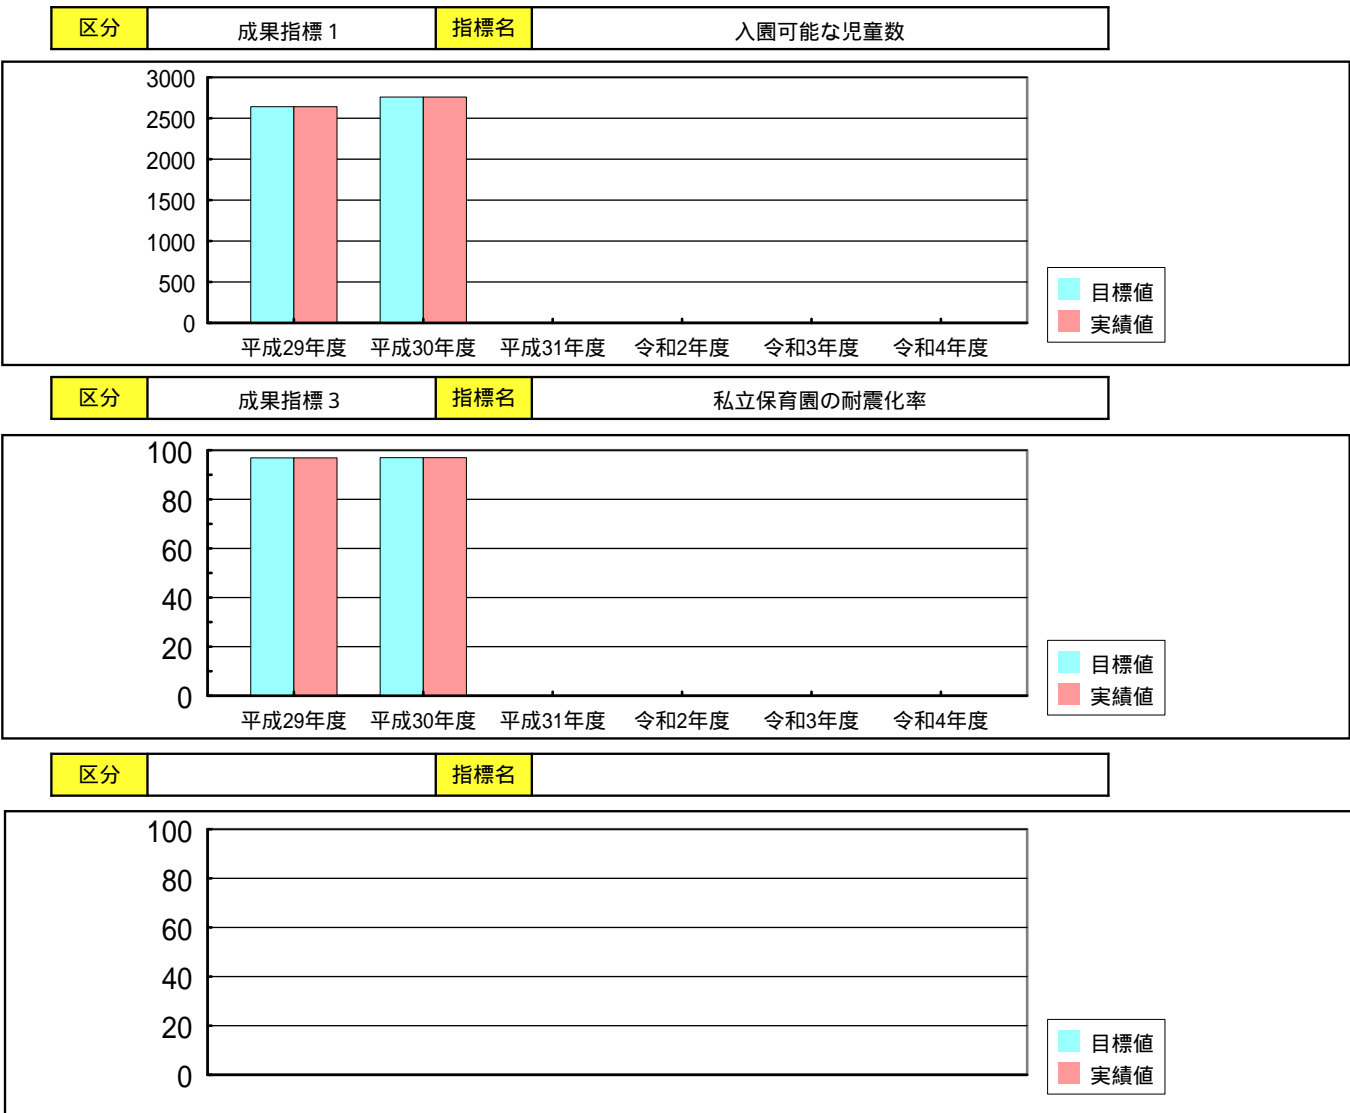 区分 成果指標1 指標名 入園可能な児童数
3000
2500
2000
1500
1000
500
0
平成29年度 平成30年度 平成31年度 令和2年度 令和3年度 令和4年度
目標値
実績値
区分 成果指標3 指標名 私立保育園の耐震化率
100
80
60
40
20
0
平成29年度 平成30年度 平成31年度 令和2年度 令和3年度 令和4年度
目標値
実績値
区分 指標名
100
80
60
40
20
0
目標値
実績値